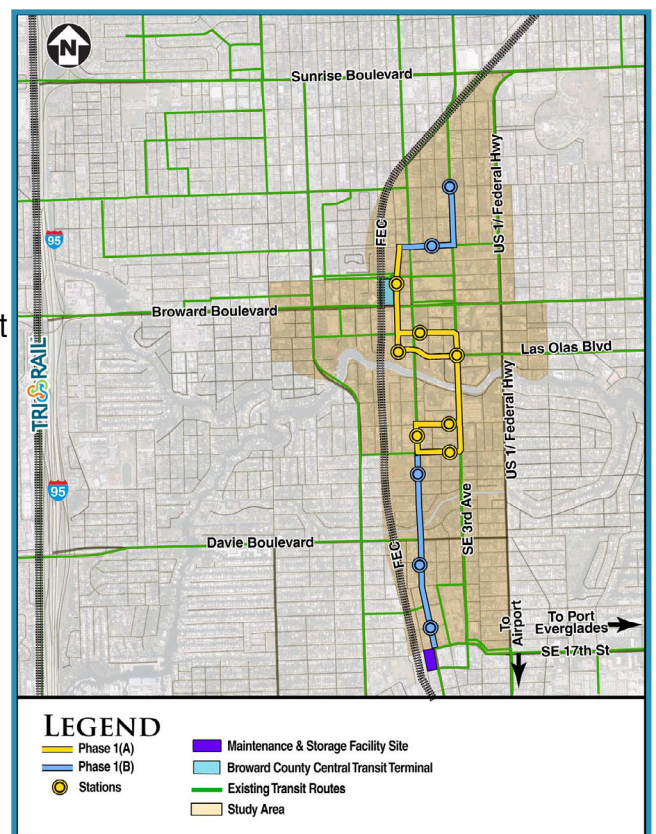 N
Sunrise Boulevard
US 1/ Federal Hwy
FEC
95
Broward Boulevard
t
Las Olas Blvd
TRI RAIL
US 1/ Federal Hwy
95
SE 3rd Ave
Davie Boulevard
FEC
To Airport
To Port
Everglades
SE 17th St
LEGEND
Phase 1(A)
Phase 1(B)
Stations
Maintenance & Storage Facility Site
Broward County Central Transit Terminal
Existing Transit Routes
Study Area